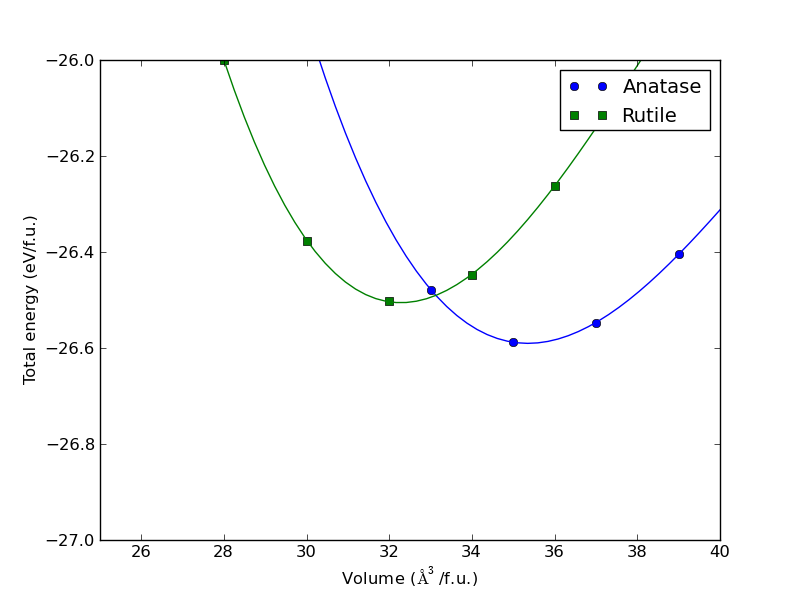 −26.0
−26.2
−26.4
−26.6
−26.8
−27.0
Total energy (eV/f.u.)
26 28 30 32 34 36 38 40
Volume (Å³/f.u.)
Anatase
Rutile